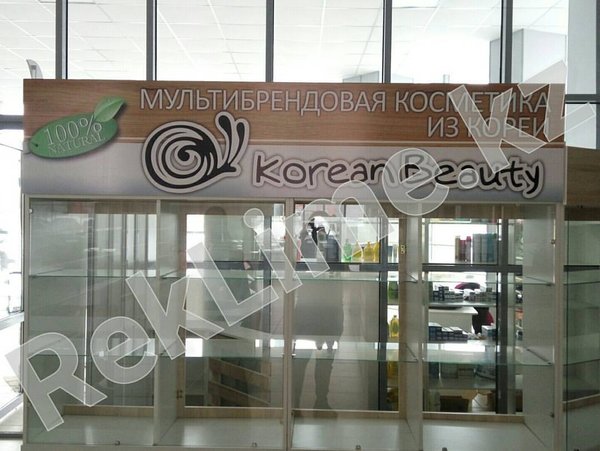 МУЛЬТИБРЕНДОВАЯ КОСМЕТИКА
ИЗ КОРЕИ
100%
NATURAL
Korean Beauty
RekLime.kz